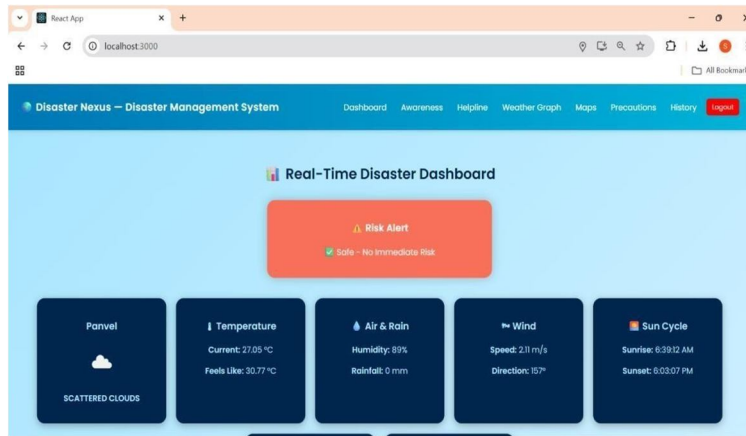 React App
localhost:3000
All Bookmar
Disaster Nexus — Disaster Management System
Dashboard Awareness Helpline Weather Graph Maps Precautions History Logout
Real-Time Disaster Dashboard
Risk Alert
Safe - No Immediate Risk
Panvel
SCATTERED CLOUDS
Temperature
Current: 27.05 °C
Feels Like: 30.77 °C
Air & Rain
Humidity: 89%
Rainfall: 0 mm
Wind
Speed: 2.11 m/s
Direction: 157°
Sun Cycle
Sunrise: 6:39:12 AM
Sunset: 6:03:07 PM